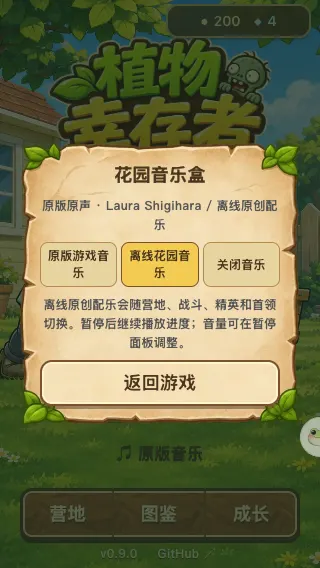 200 4
植物
幸存者
花园音乐盒
原版原声 · Laura Shigihara / 离线原创配
乐
原版游戏音
乐
离线花园音
乐
关闭音乐
离线原创配乐会随营地、战斗、精英和首领
切换。暂停后继续播放进度；音量可在暂停
面板调整。
返回游戏
🎵 原版音乐
营地 图鉴 成长
v0.9.0 GitHub